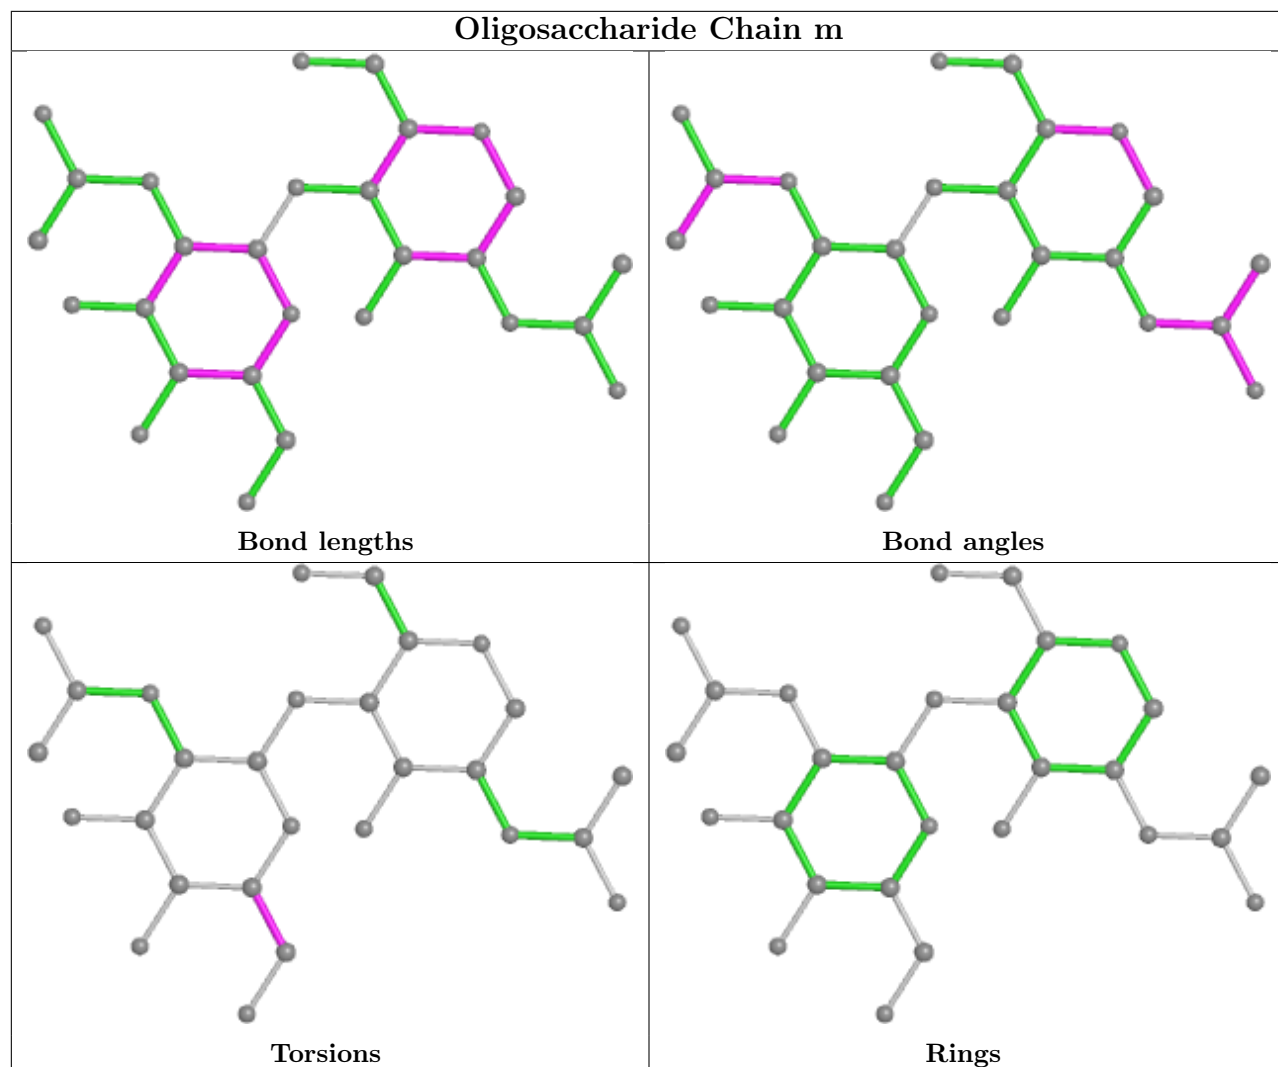 Oligosaccharide Chain m
Bond lengths
Bond angles
Torsions
Rings